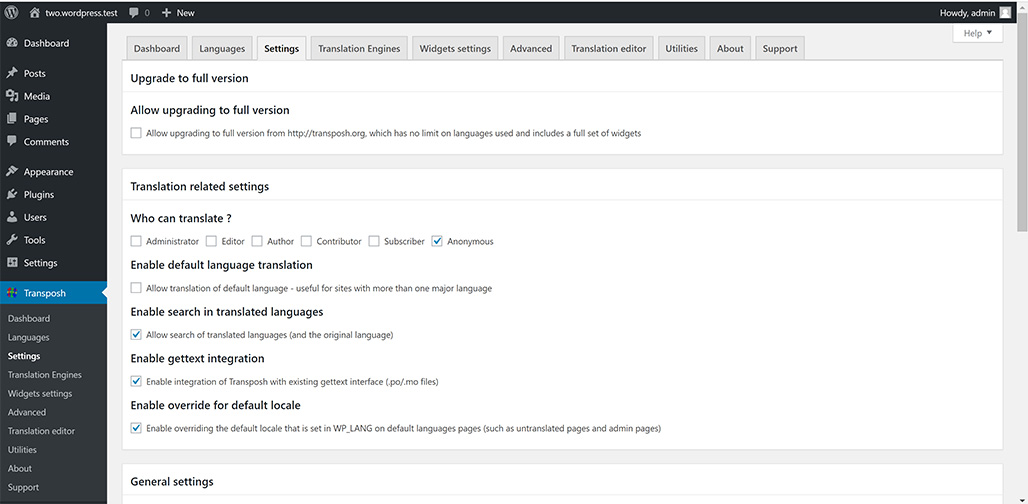 two.wordpress.test 0 New Howdy, admin
Help
Dashboard
Posts
Media
Pages
Comments
Appearance
Plugins
Users
Tools
Settings
Transposh
Dashboard
Languages
Settings
Translation Engines
Widgets settings
Advanced
Translation editor
Utilities
About
Support
Dashboard Languages Settings Translation Engines Widgets settings Advanced Translation editor Utilities About Support
Upgrade to full version
Allow upgrading to full version
Allow upgrading to full version from http://transposh.org, which has no limit on languages used and includes a full set of widgets
Translation related settings
Who can translate ?
Administrator Editor Author Contributor Subscriber Anonymous
Enable default language translation
Allow translation of default language - useful for sites with more than one major language
Enable search in translated languages
Allow search of translated languages (and the original language)
Enable gettext integration
Enable integration of Transposh with existing gettext interface (.po/.mo files)
Enable override for default locale
Enable overriding the default locale that is set in WP_LANG on default languages pages (such as untranslated pages and admin pages)
General settings